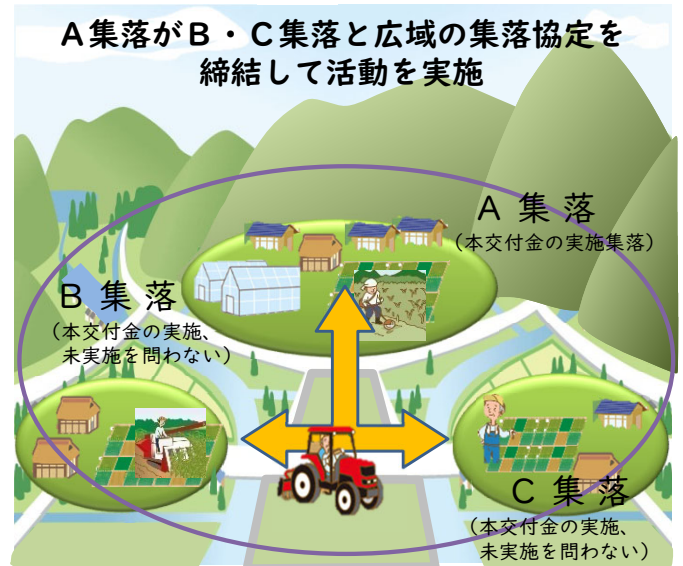 A集落がB・C集落と広域の集落協定を
締結して活動を実施
A 集 落
(本交付金の実施集落)
B 集 落
(本交付金の実施、
未実施を問わない)
C 集 落
(本交付金の実施、
未実施を問わない)